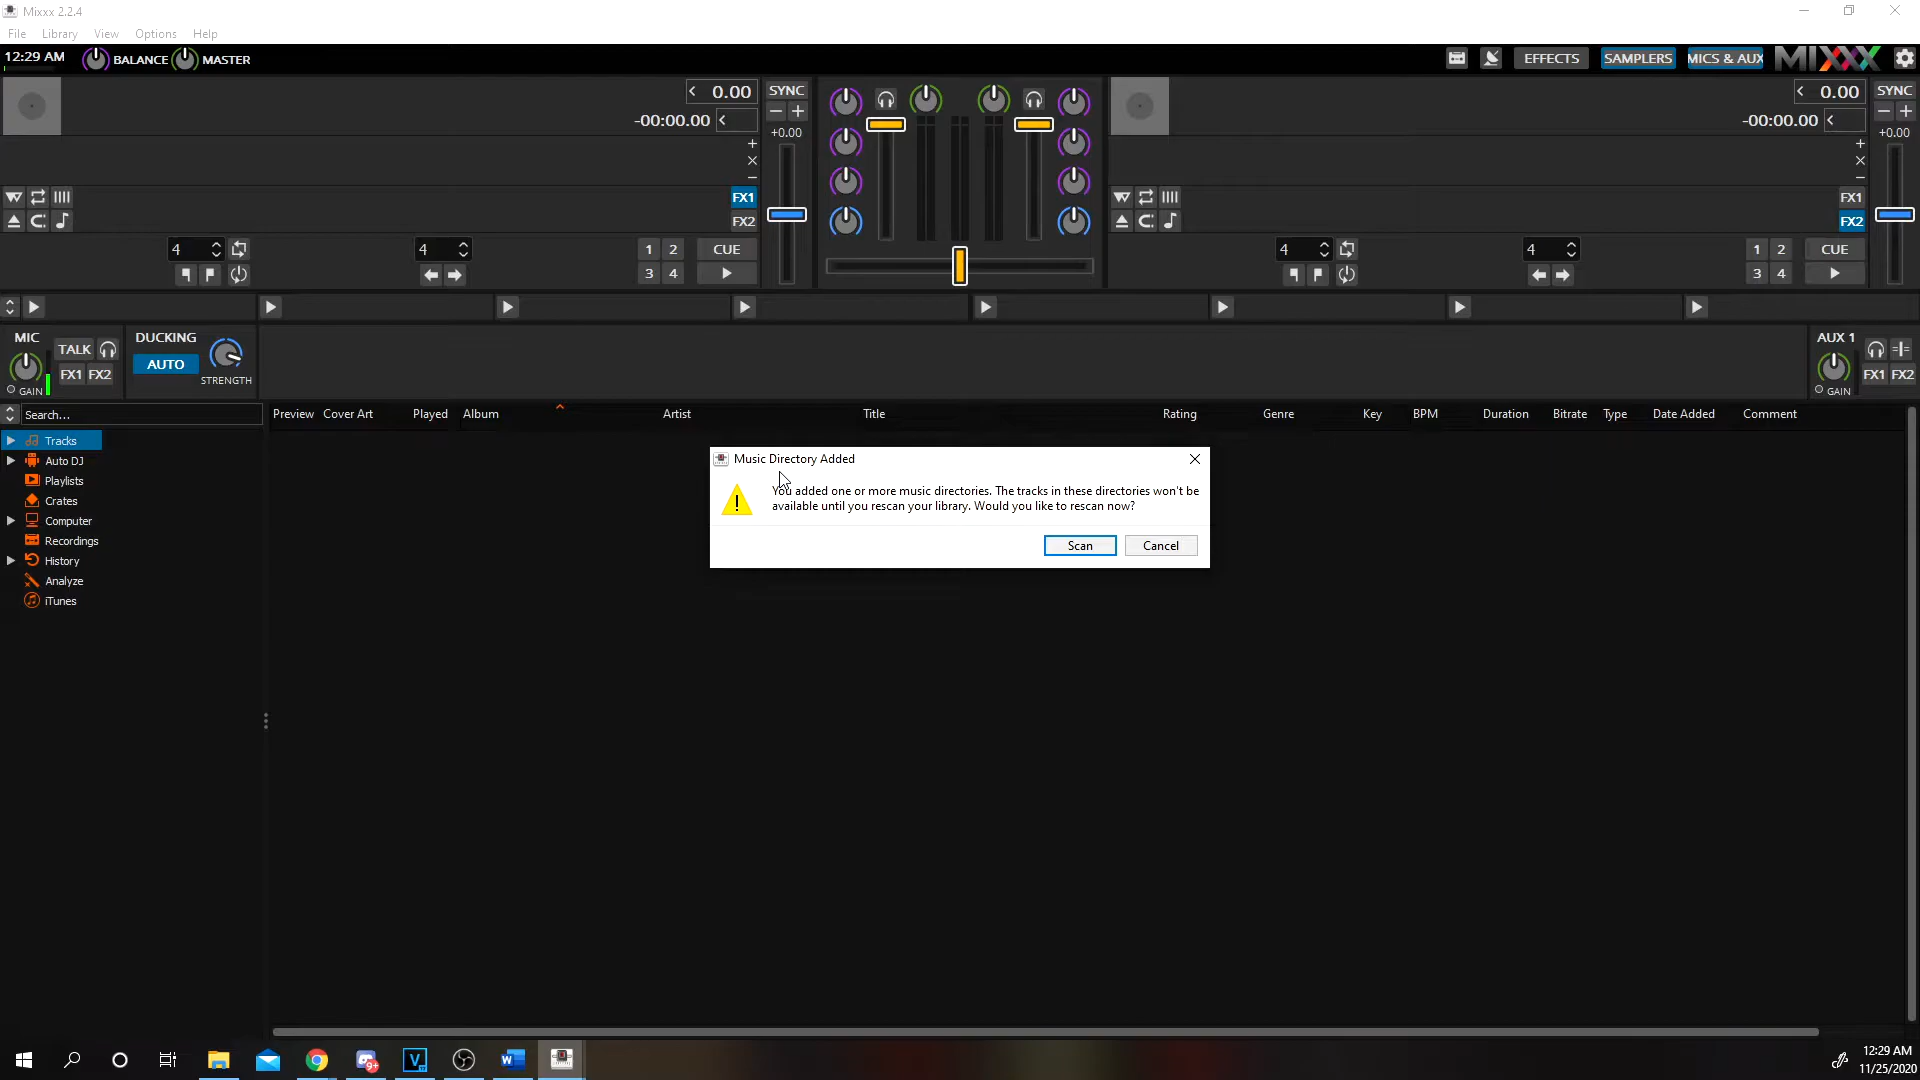 Mixxx 2.2.4
File Library View Options Help
12:29 AM BALANCE MASTER EFFECTS SAMPLERS MICS & AUX MIXXX
0.00 SYNC 0.00 SYNC
-00:00.00 +0.00 -00:00.00 +0.00
FX1 FX1
FX2 FX2
4 4 1 2 CUE 4 4 1 2 CUE
3 4 3 4
MIC TALK DUCKING AUX 1
AUTO
FX1 FX2 FX1 FX2
GAIN STRENGTH GAIN
Search... Preview Cover Art Played Album Artist Title Rating Genre Key BPM Duration Bitrate Type Date Added Comment
Tracks
Auto DJ
Playlists
Crates
Computer
Recordings
History
Analyze
iTunes
Music Directory Added
You added one or more music directories. The tracks in these directories won't be
available until you rescan your library. Would you like to rescan now?
Scan Cancel
9+ V W
12:29 AM
11/25/2020